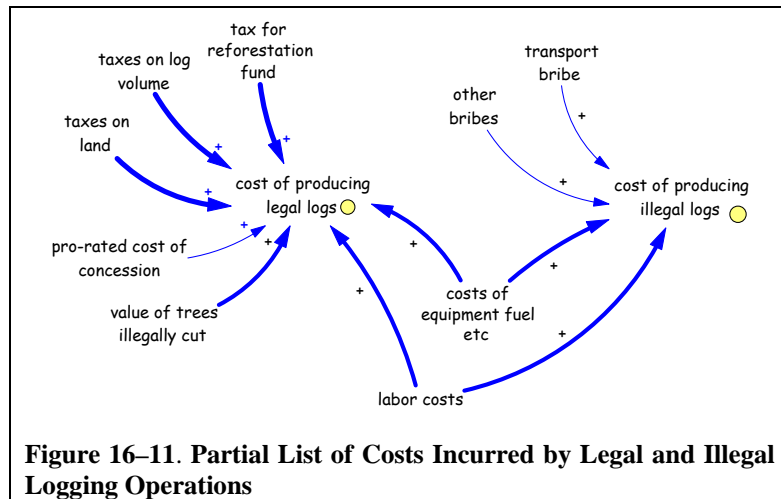 taxes on log
volume
tax for
reforestation
fund
transport
bribe
other
bribes
taxes on
land
+
+
+
+
+
cost of producing
legal logs
cost of producing
illegal logs
+
+
pro-rated cost of
concession
+
+
value of trees
illegally cut
costs of
equipment fuel
etc
+
+
labor costs
Figure 16–11. Partial List of Costs Incurred by Legal and Illegal
Logging Operations